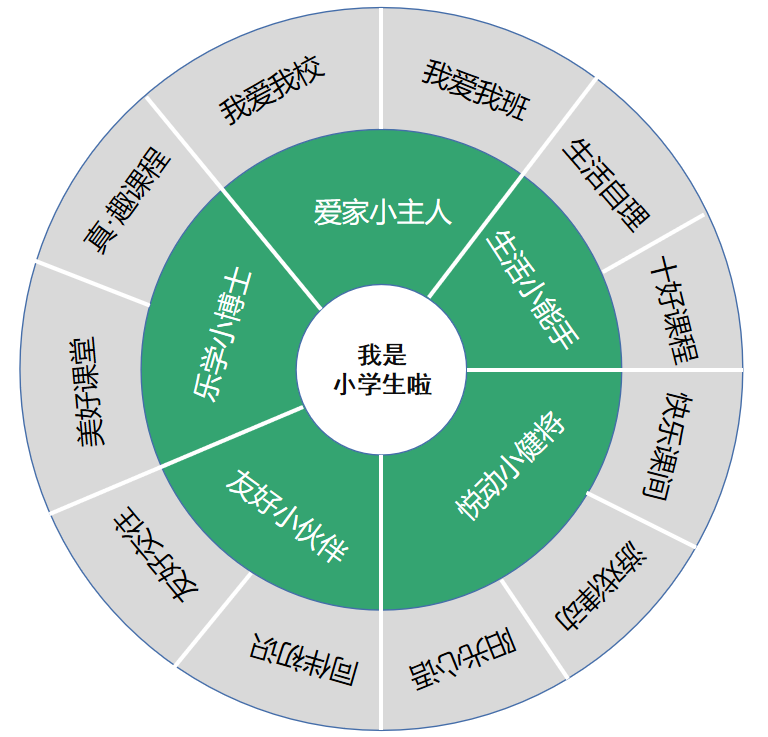 我是
小学生啦
爱家小主人
生活小能手
悦动小健将
友好小伙伴
乐学小博士
我爱我校
我爱我班
生活自理
十好课程
快乐课间
游戏律动
阳光心语
同伴初识
友好交往
美好课堂
真·趣课程